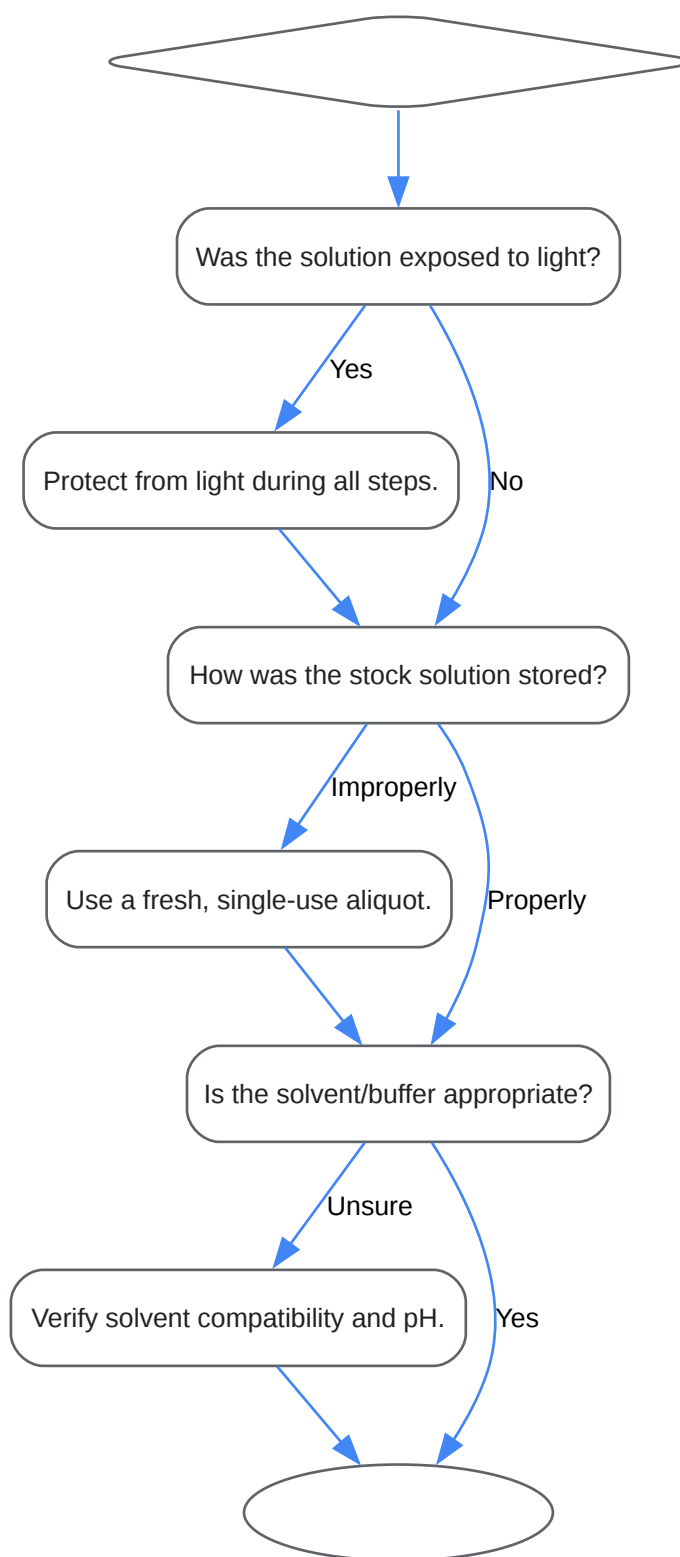 Was the solution exposed to light?
Yes
Protect from light during all steps.
No
How was the stock solution stored?
Improperly
Use a fresh, single-use aliquot.
Properly
Is the solvent/buffer appropriate?
Unsure
Verify solvent compatibility and pH.
Yes